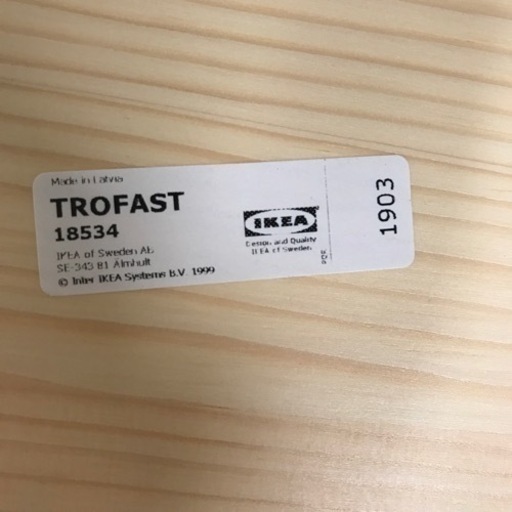 Made in Latvia
TROFAST
18534
IKEA of Sweden AB
SE-343 81 Älmhult
© Inter IKEA Systems B.V. 1999
IKEA
Design and Quality
IKEA of Sweden
1903